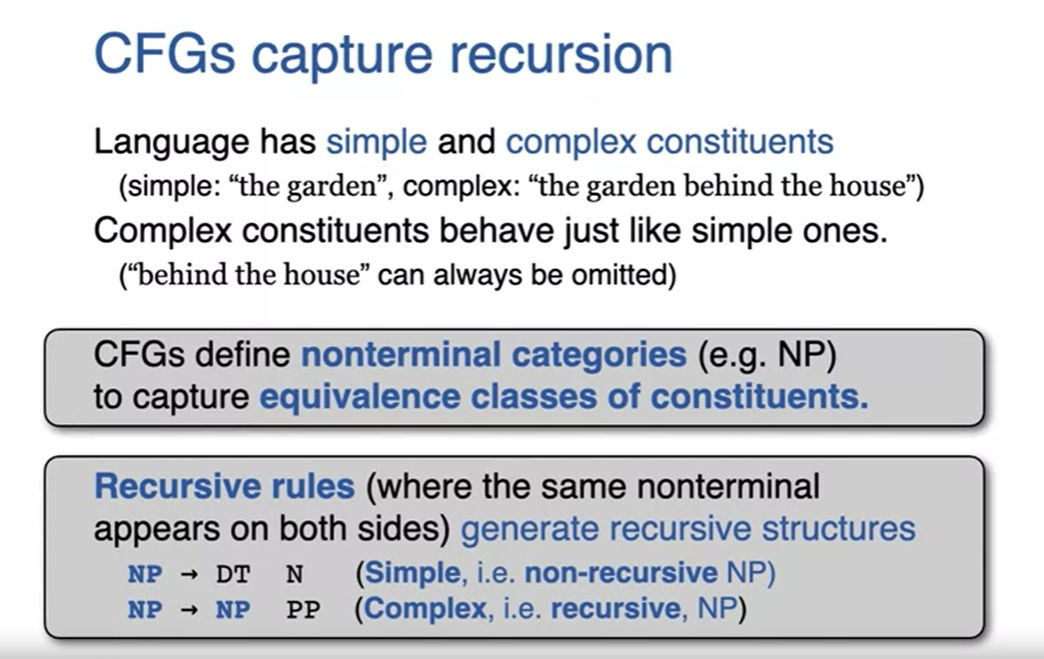 CFGs capture recursion
Language has simple and complex constituents
(simple: “the garden”, complex: “the garden behind the house”)
Complex constituents behave just like simple ones.
(“behind the house” can always be omitted)
CFGs define nonterminal categories (e.g. NP)
to capture equivalence classes of constituents.
Recursive rules (where the same nonterminal
appears on both sides) generate recursive structures
NP → DT N (Simple, i.e. non-recursive NP)
NP → NP PP (Complex, i.e. recursive, NP)